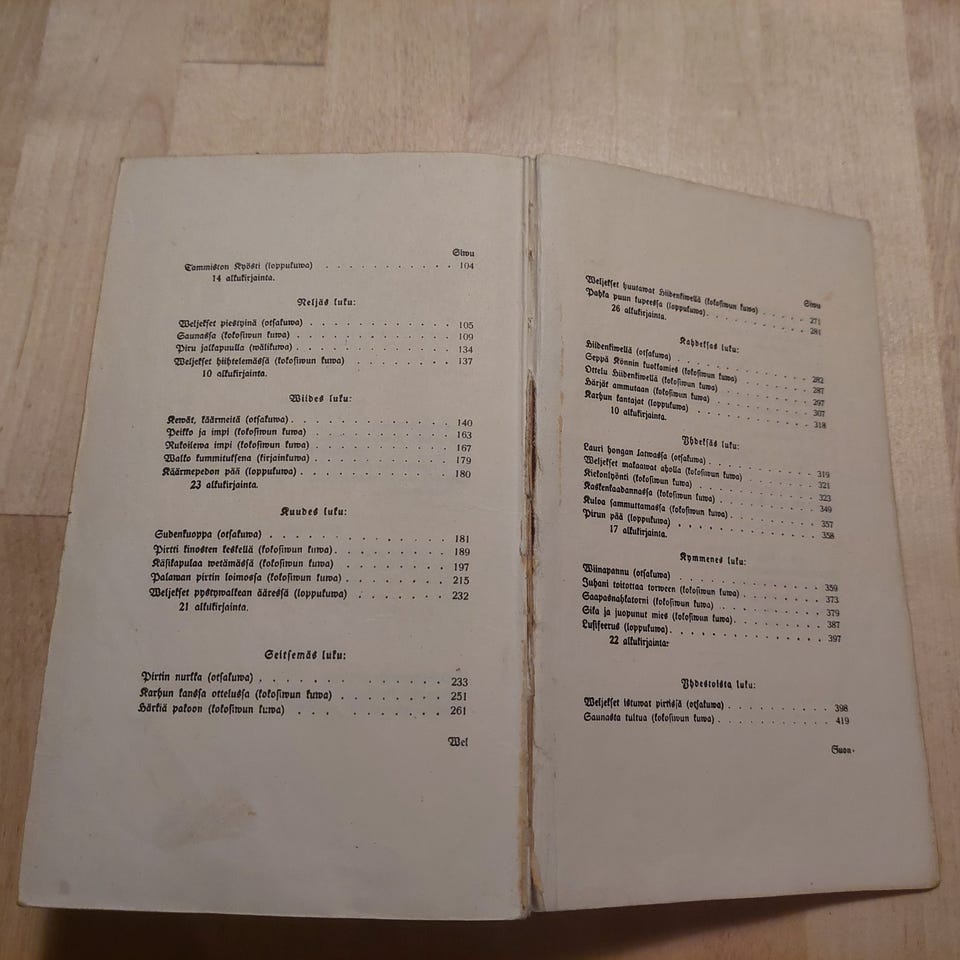 Siwu
Tammiston Kyösti (loppukuwa) . . . . . . . . . . 104
14 alkukirjainta.
Neljäs luku:
Weljekset piestyinä (otsakuwa) . . . . . . . . . . . 105
Saunassa (kokosiwun kuwa) . . . . . . . . . . . . 109
Piru jalkapuulla (wälikuwa) . . . . . . . . . . . . 134
Weljekset hiihtelemässä (kokosiwun kuwa) . . . . . . . . 137
10 alkukirjainta.
Wiides luku:
Kewät, käärmeitä (otsakuwa) . . . . . . . . . . . . 140
Peikko ja impi (kokosiwun kuwa) . . . . . . . . . . . 163
Rukoilewa impi (kokosiwun kuwa) . . . . . . . . . . . 167
Walko kummituksena (kirjainkuwa) . . . . . . . . . . 179
Käärmepedon pää (loppukuwa) . . . . . . . . . . . . 180
23 alkukirjainta.
Kuudes luku:
Sudenkuoppa (otsakuwa) . . . . . . . . . . . . . . 181
Pirtti kinosten keskellä (kokosiwun kuwa) . . . . . . . . 189
Käsikapulaa wetämässä (kokosiwun kuwa) . . . . . . . . 197
Palawan pirtin loimossa (kokosiwun kuwa) . . . . . . . . 215
Weljekset pystywalkean ääressä (loppukuwa) . . . . . . . 232
21 alkukirjainta.
Seitsemäs luku:
Pirtin nurkka (otsakuwa) . . . . . . . . . . . . . 233
Karhun kanssa ottelussa (kokosiwun kuwa) . . . . . . . . 251
Härkiä pakoon (kokosiwun kuwa) . . . . . . . . . . . 261
Wel
Siwu
Weljekset huutawat Hiidenkiwellä (kokosiwun kuwa) . . . . 271
Pahka puun kupeessa (loppukuwa) . . . . . . . . . . 281
26 alkukirjainta.
Kahdeksas luku:
Hiidenkiwellä (otsakuwa) . . . . . . . . . . . . . 282
Seppä Könnin kuokkamies (kokosiwun kuwa) . . . . . . . 287
Ottelu Hiidenkiwellä (kokosiwun kuwa) . . . . . . . . . 297
Härjät ammutaan (kokosiwun kuwa) . . . . . . . . . . 307
Karhun kantajat (loppukuwa) . . . . . . . . . . . . 318
10 alkukirjainta.
Yhdeksäs luku:
Lauri hongan latwassa (otsakuwa) . . . . . . . . . . 319
Weljekset makaawat aholla (kokosiwun kuwa) . . . . . . . 321
Kiekonlyönti (kokosiwun kuwa) . . . . . . . . . . . 323
Kaskenkaadannassa (kokosiwun kuwa) . . . . . . . . . 349
Kuloa sammuttamassa (kokosiwun kuwa) . . . . . . . . . 357
Pirun pää (loppukuwa) . . . . . . . . . . . . . . 358
17 alkukirjainta.
Kymmenes luku:
Wiinapannu (otsakuwa) . . . . . . . . . . . . . . 359
Juhani toitottaa torween (kokosiwun kuwa) . . . . . . . 373
Saapasnahkatorni (kokosiwun kuwa) . . . . . . . . . . 379
Sika ja juopunut mies (kokosiwun kuwa) . . . . . . . . 387
Lusifeerus (loppukuwa) . . . . . . . . . . . . . . 397
22 alkukirjainta:
Yhdestoista luku:
Weljekset istuwat pirtissä (otsakuwa) . . . . . . . . . 398
Saunasta tultua (kokosiwun kuwa) . . . . . . . . . . 419
Suon-